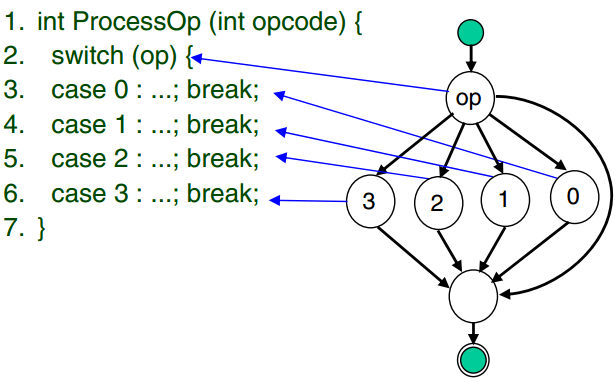 1. int ProcessOp (int opcode) {
2. switch (op) {
3. case 0 : ...; break;
4. case 1 : ...; break;
5. case 2 : ...; break;
6. case 3 : ...; break;
7. }
op
3
2
1
0